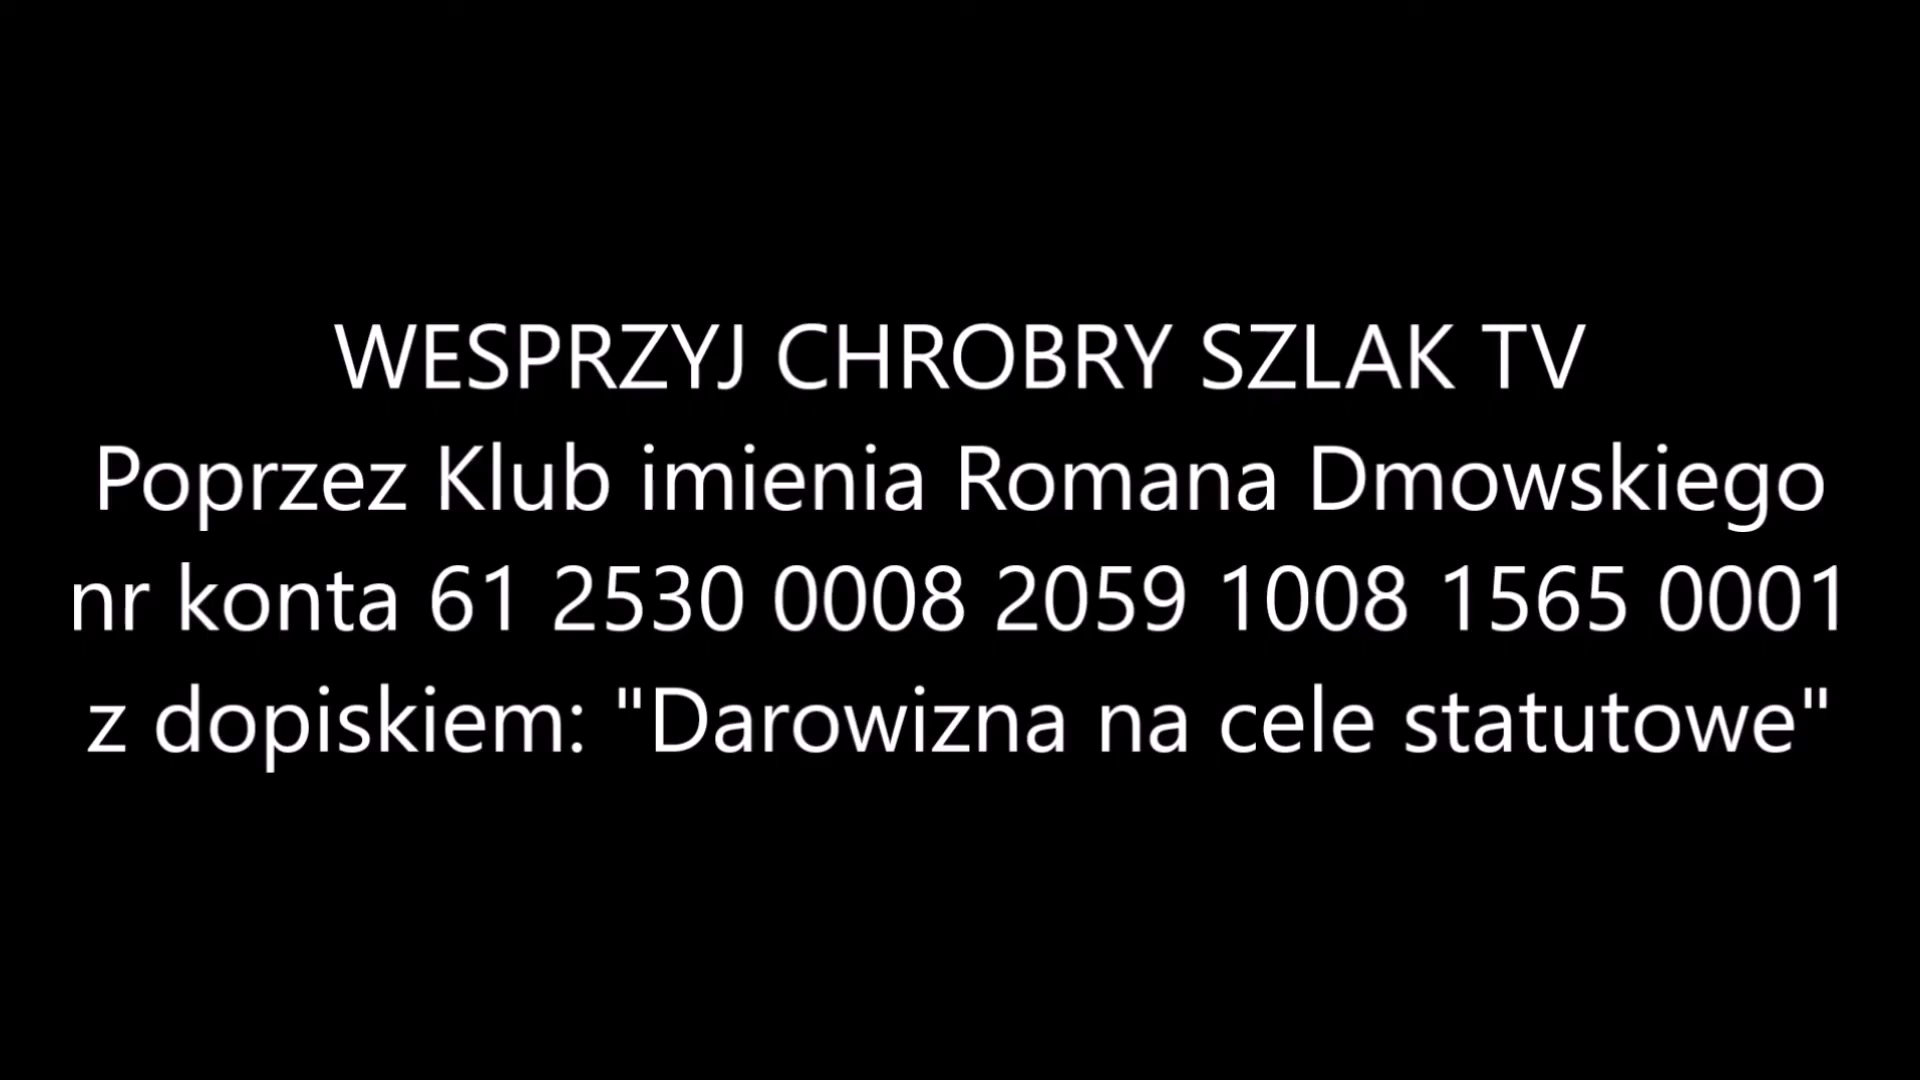 WESPRZYJ CHROBRY SZLAK TV
Poprzez Klub imienia Romana Dmowskiego
nr konta 61 2530 0008 2059 1008 1565 0001
z dopiskiem: "Darowizna na cele statutowe"